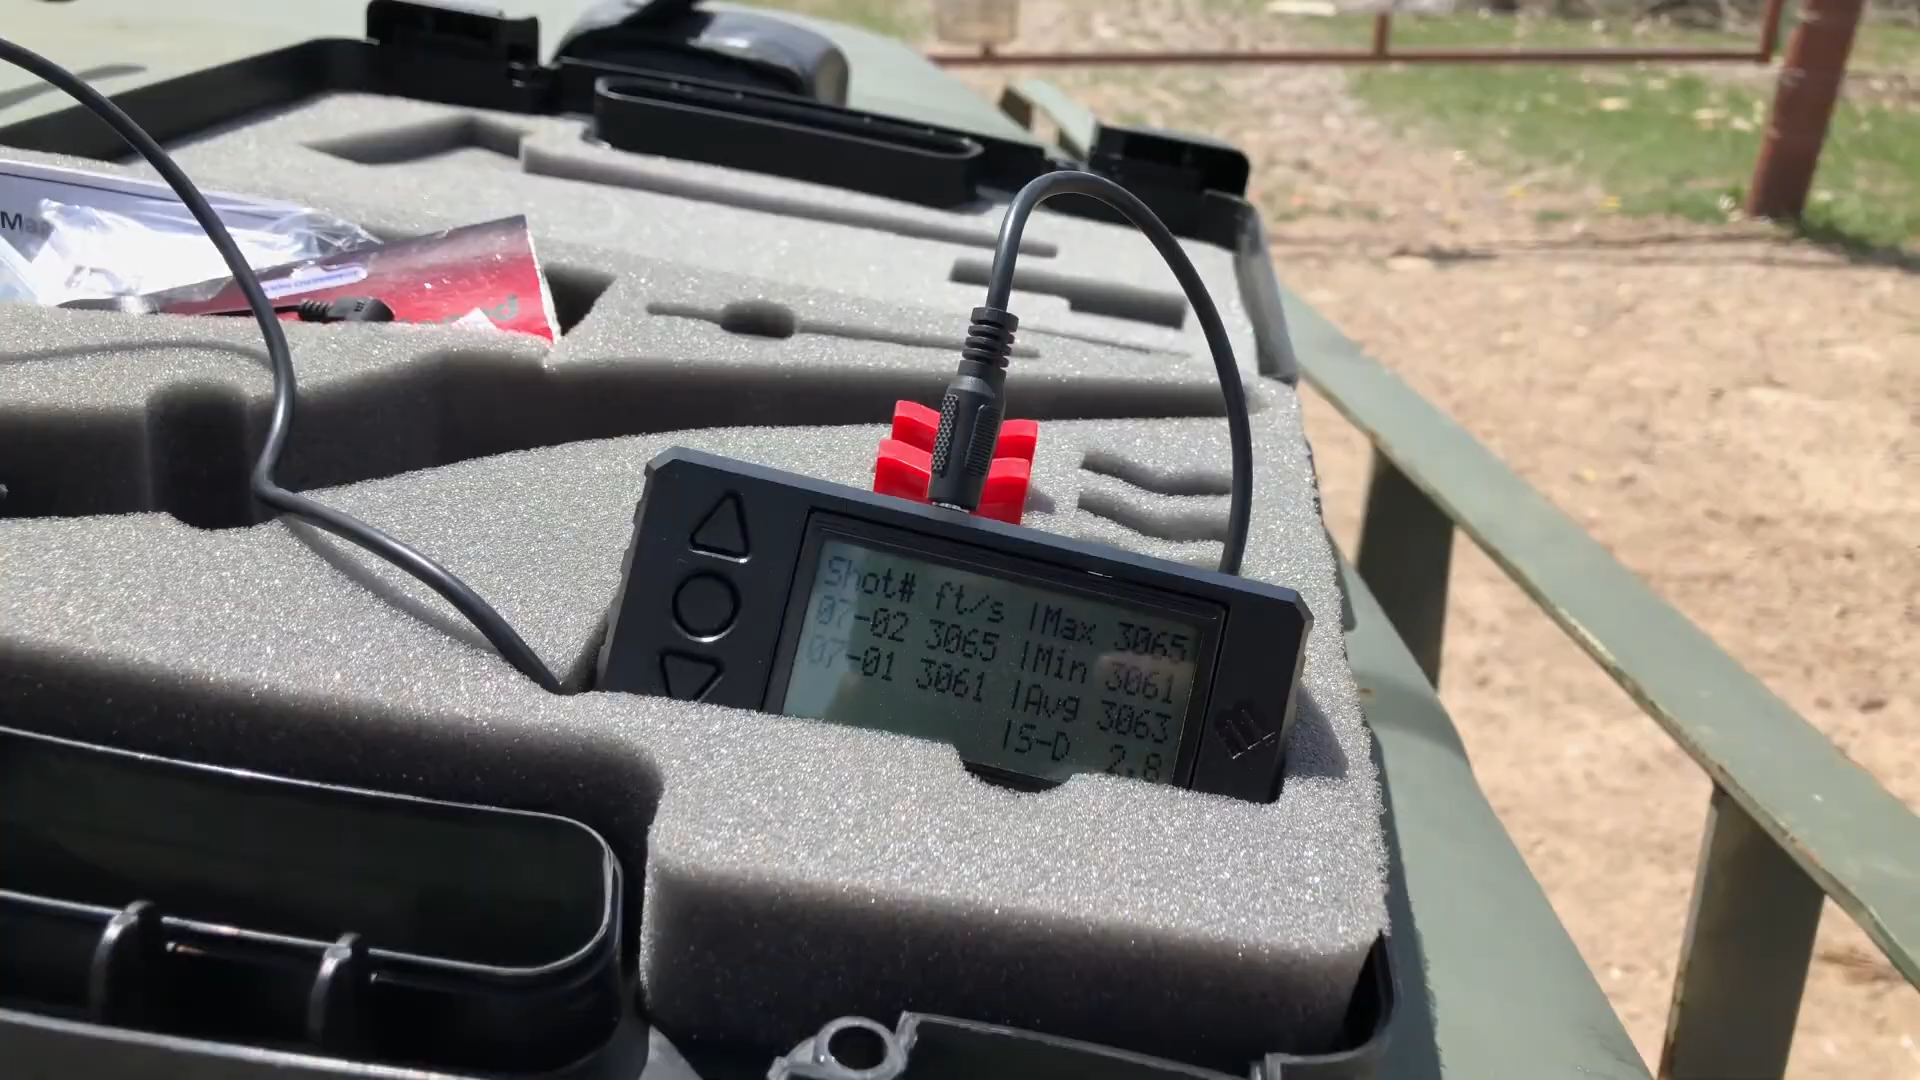 Shot# ft/s |Max 3065
07-02 3065 |Min 3061
07-01 3061 |Avg 3063
|S-D 2.8